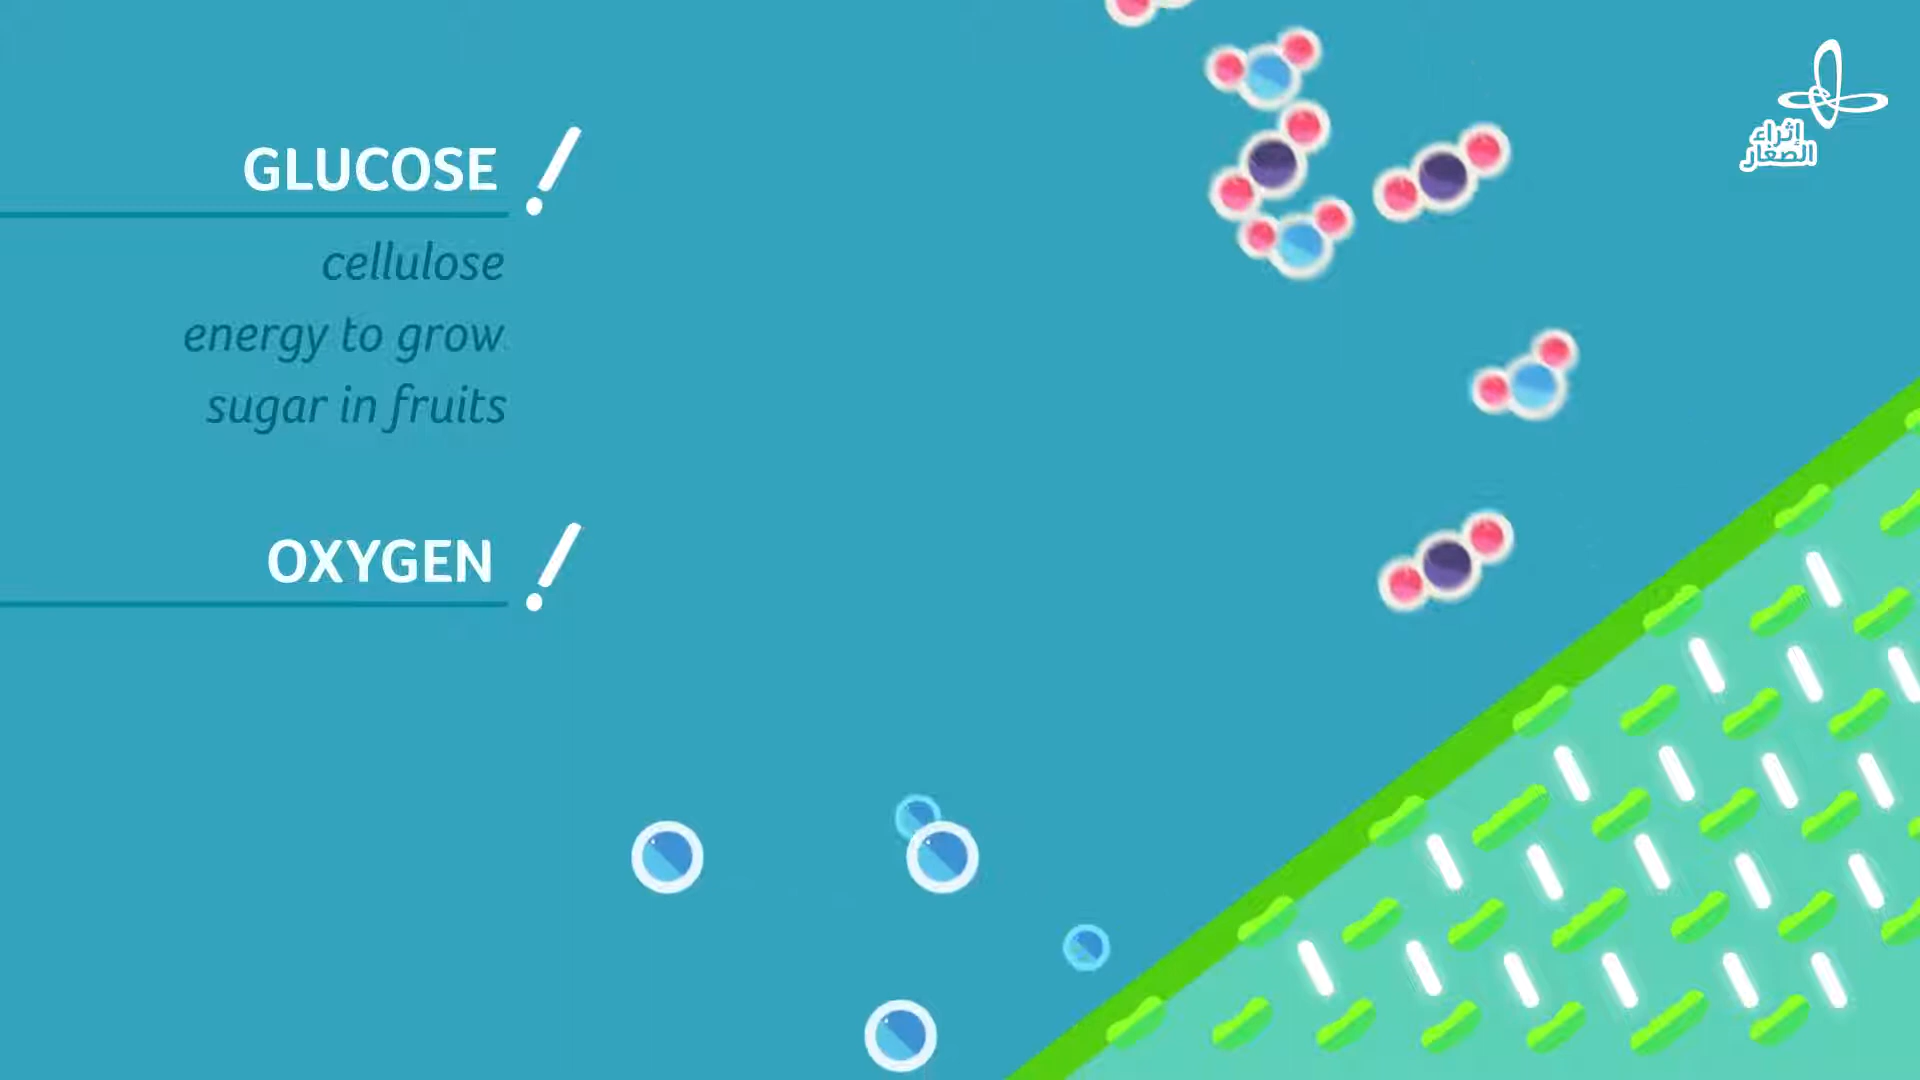 GLUCOSE !
cellulose
energy to grow
sugar in fruits
OXYGEN !
إثراء
الصغار